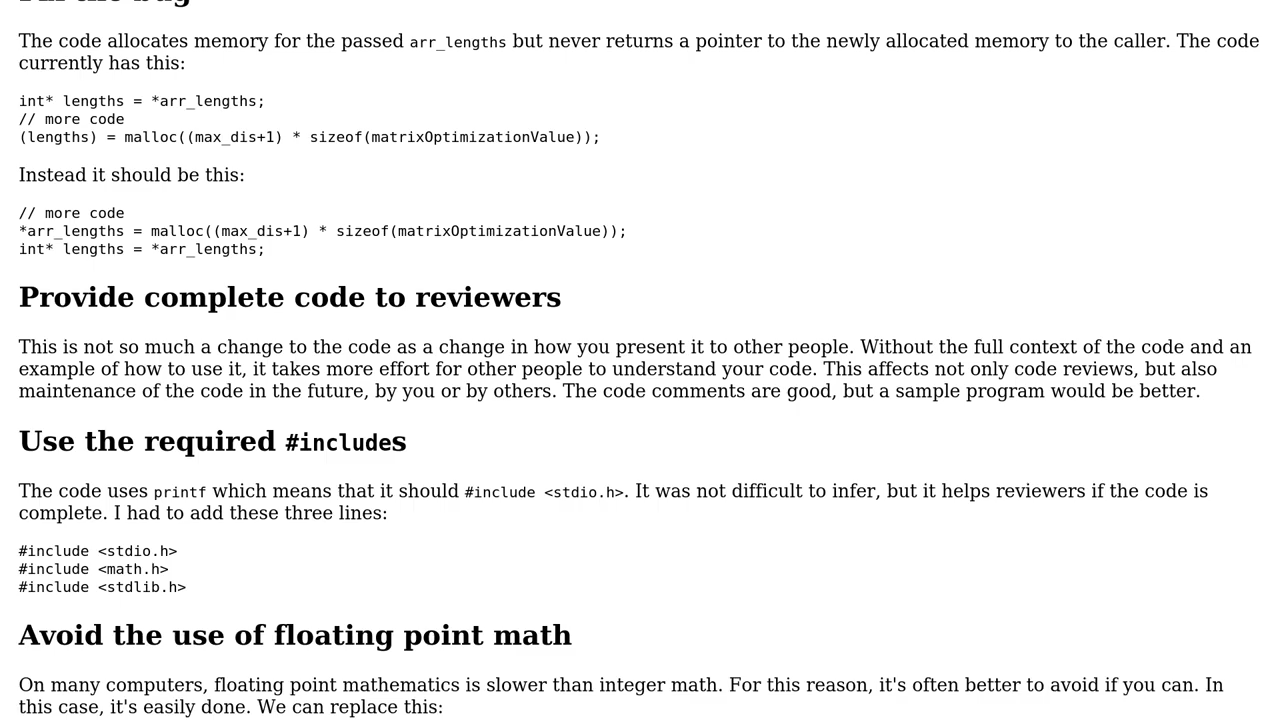 Fix the bug
The code allocates memory for the passed arr_lengths but never returns a pointer to the newly allocated memory to the caller. The code
currently has this:
int* lengths = *arr_lengths;
// more code
(lengths) = malloc((max_dis+1) * sizeof(matrixOptimizationValue));
Instead it should be this:
// more code
*arr_lengths = malloc((max_dis+1) * sizeof(matrixOptimizationValue));
int* lengths = *arr_lengths;
Provide complete code to reviewers
This is not so much a change to the code as a change in how you present it to other people. Without the full context of the code and an
example of how to use it, it takes more effort for other people to understand your code. This affects not only code reviews, but also
maintenance of the code in the future, by you or by others. The code comments are good, but a sample program would be better.
Use the required #includes
The code uses printf which means that it should #include <stdio.h>. It was not difficult to infer, but it helps reviewers if the code is
complete. I had to add these three lines:
#include <stdio.h>
#include <math.h>
#include <stdlib.h>
Avoid the use of floating point math
On many computers, floating point mathematics is slower than integer math. For this reason, it's often better to avoid if you can. In
this case, it's easily done. We can replace this: